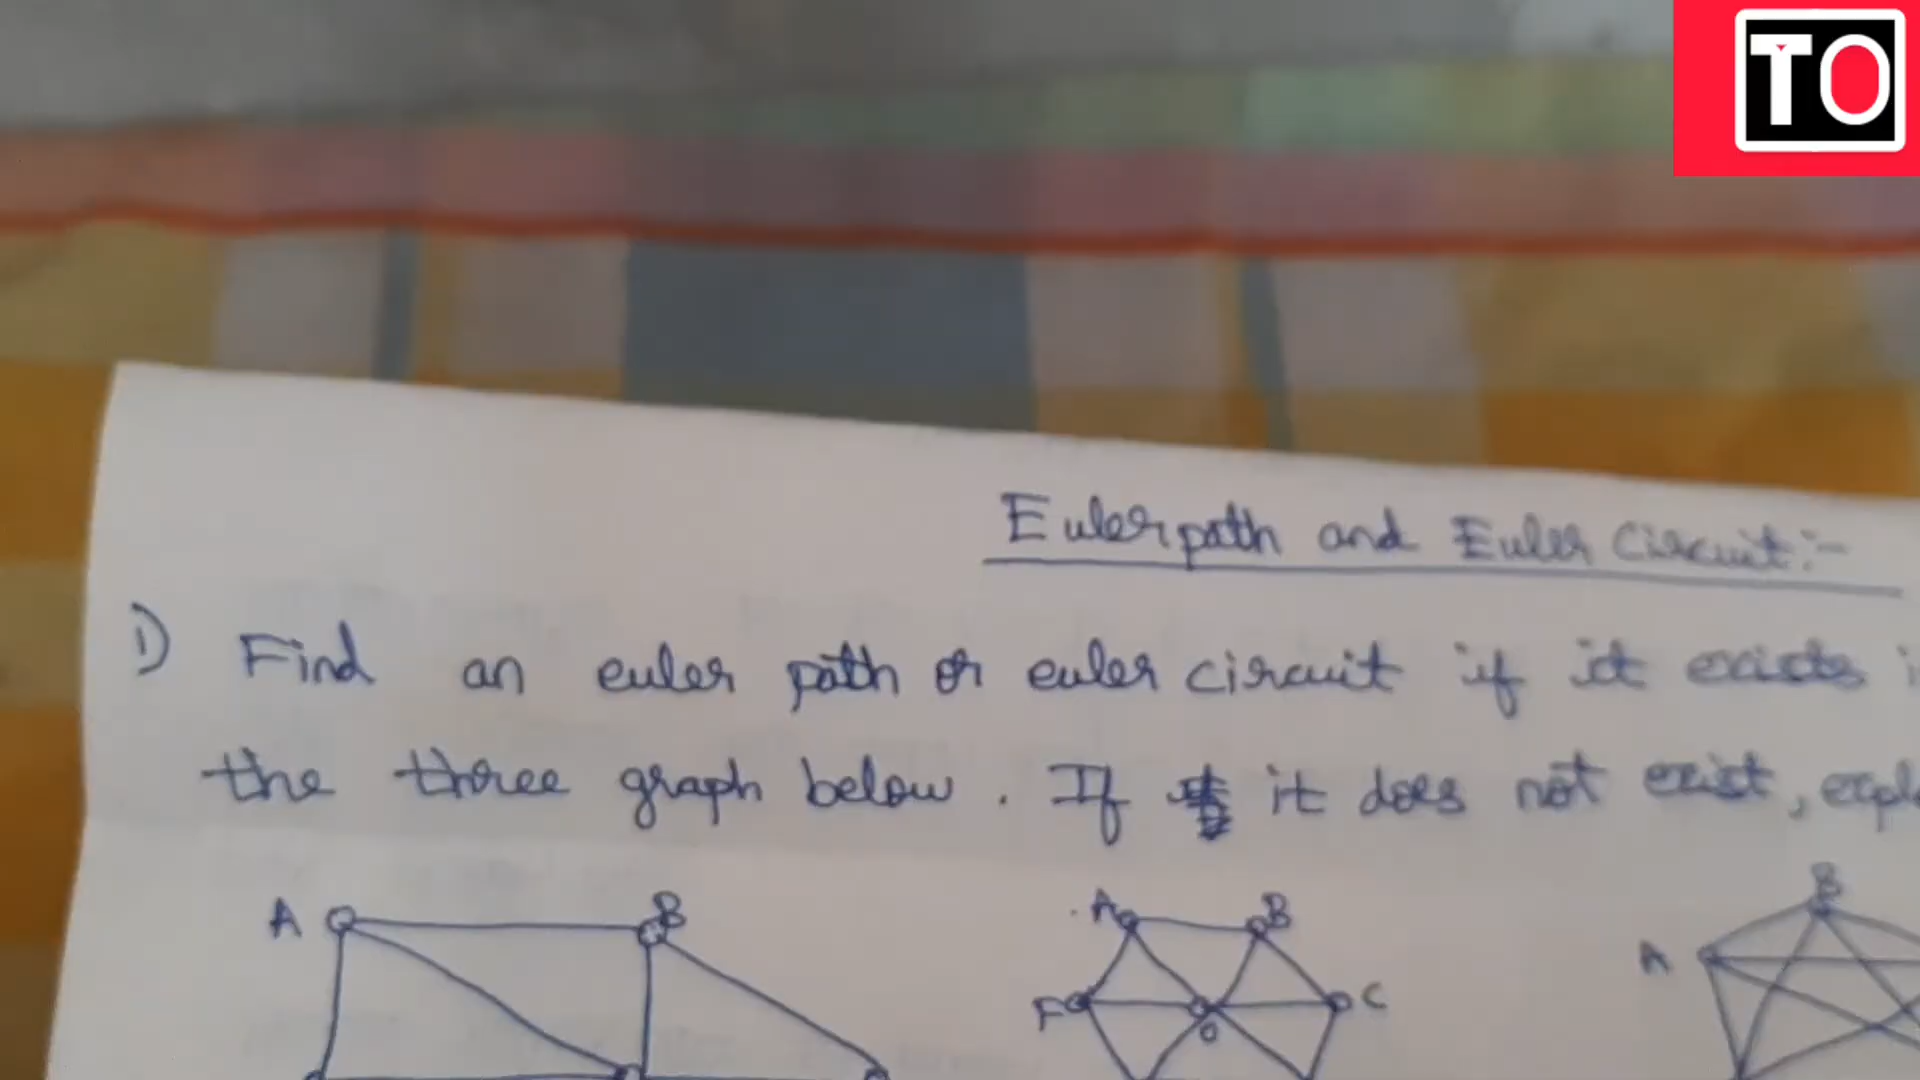 TO
Euler path and Euler Circuit:-
1) Find an euler path or euler circuit if it exists
the three graph below. If it does not exist,
A B A B B
A
F C
O